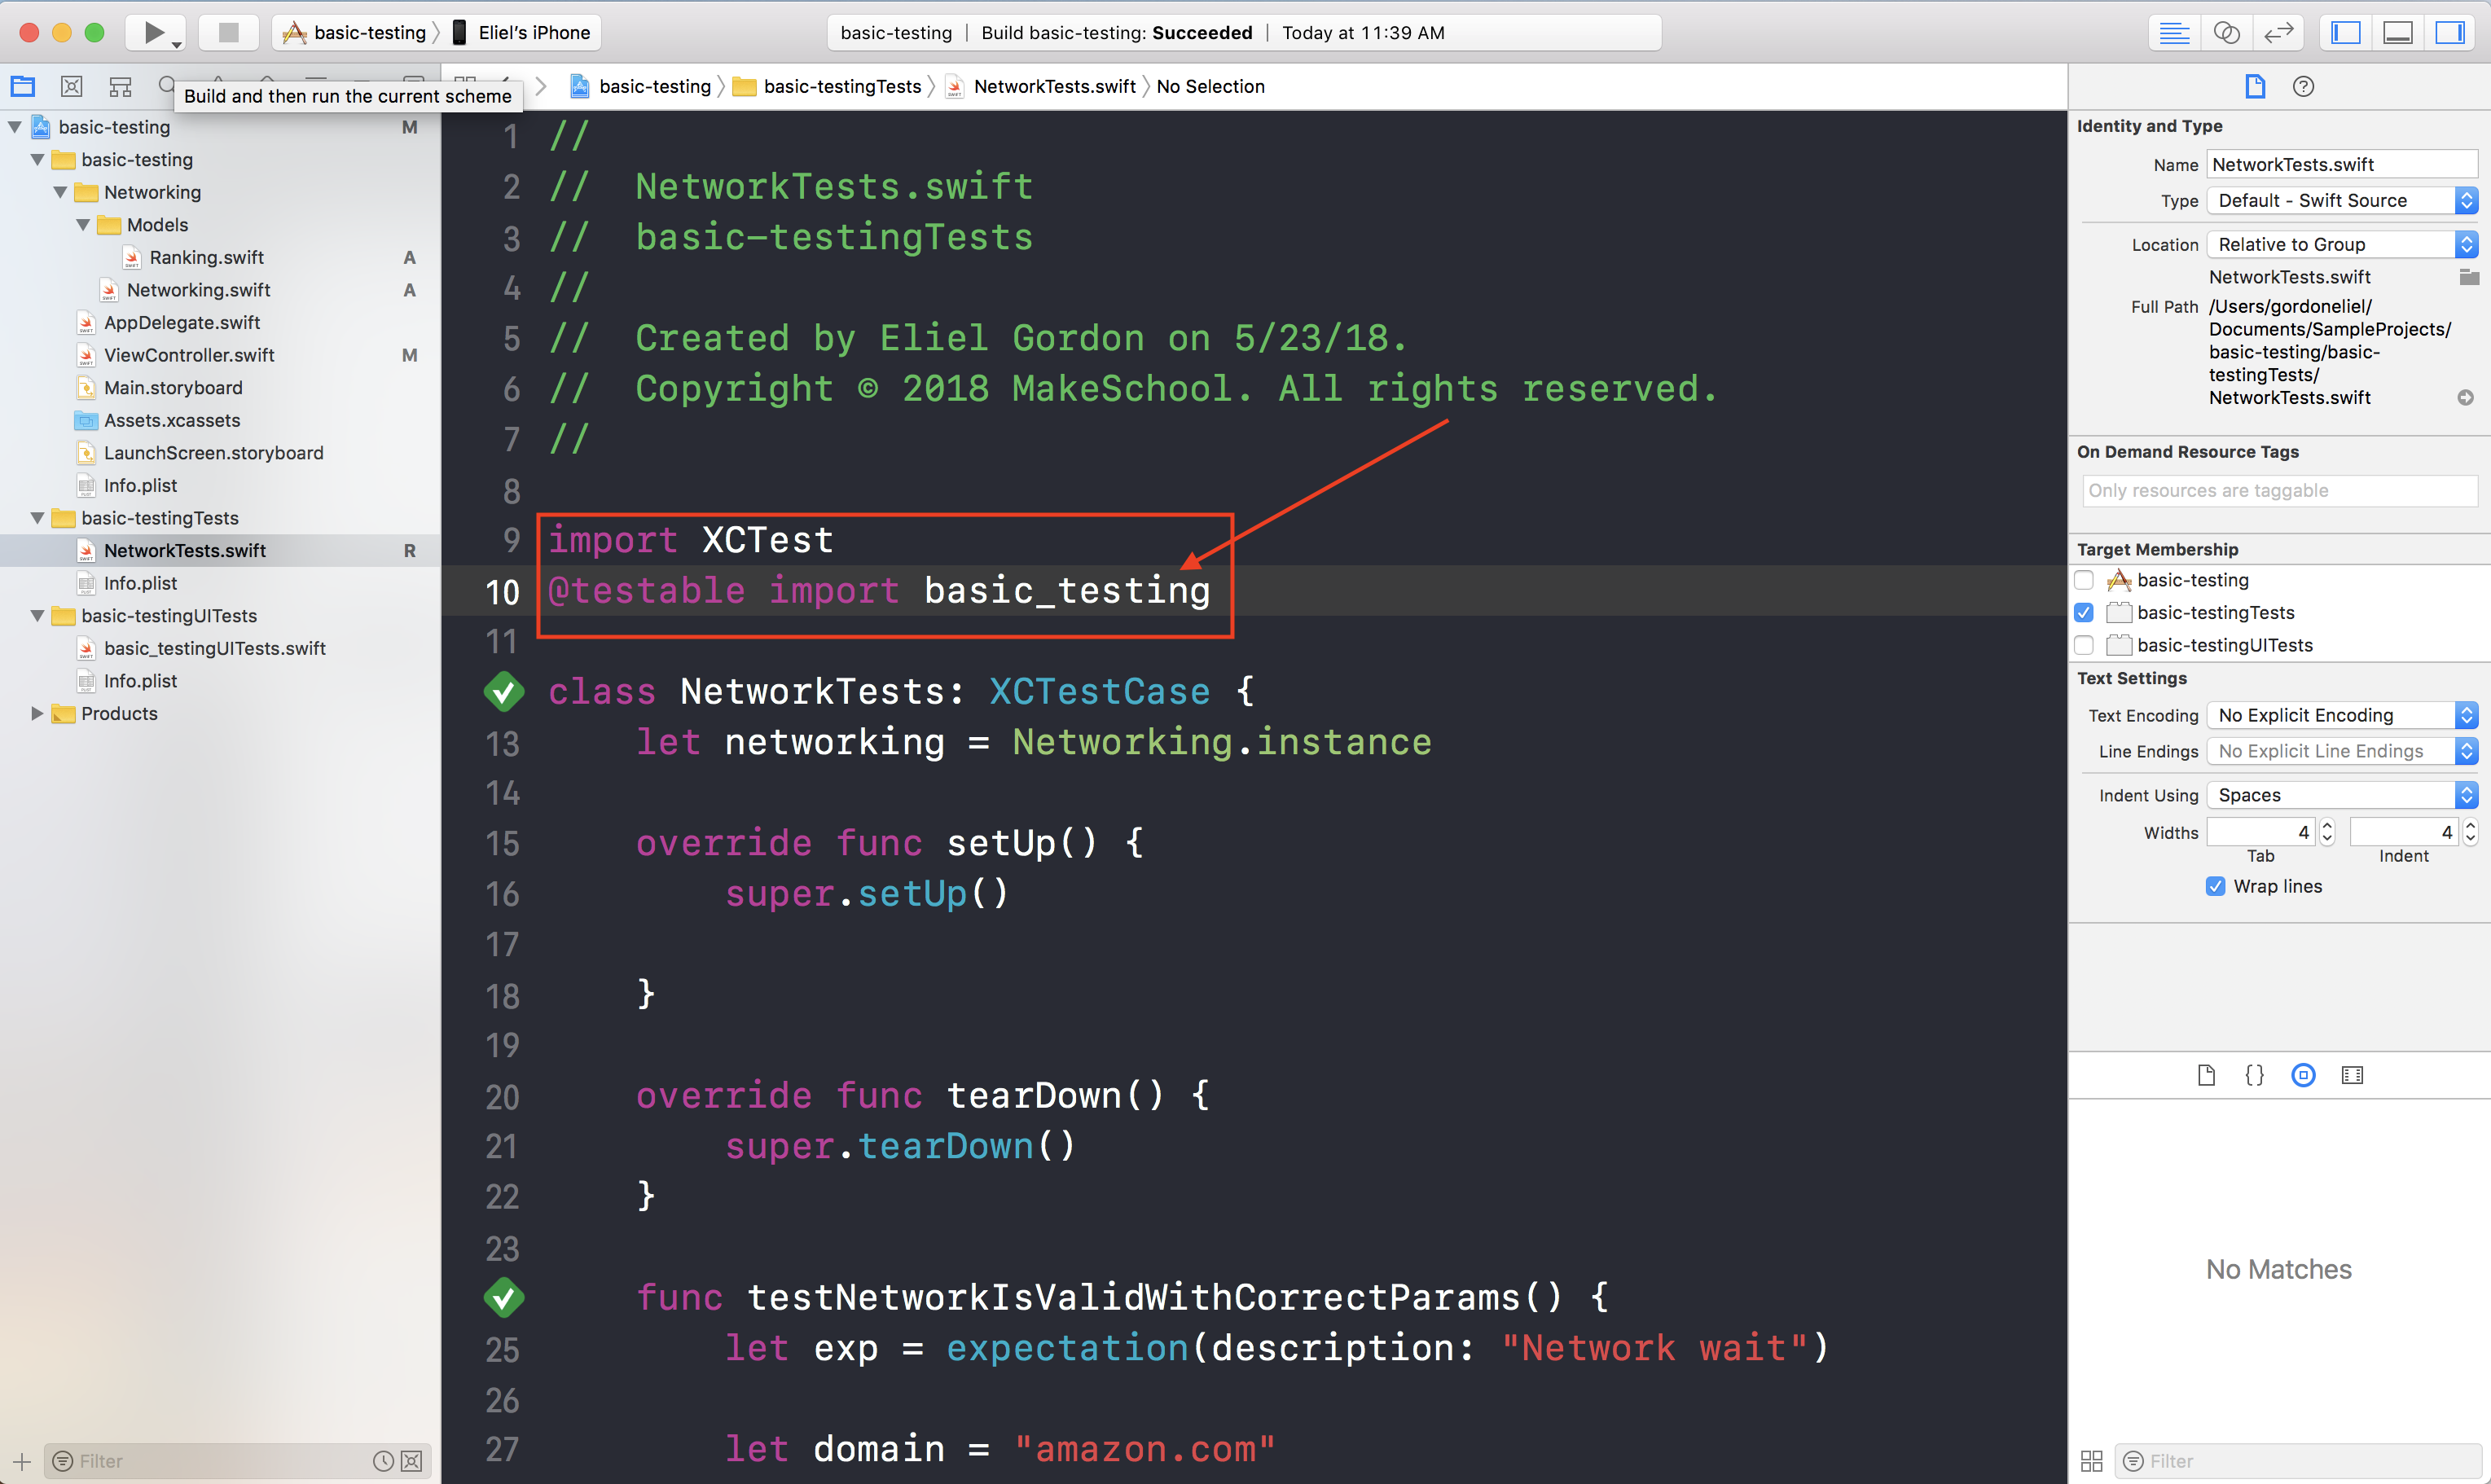 basic-testing
Eliel's iPhone
basic-testing | Build basic-testing: Succeeded | Today at 11:39 AM
Build and then run the current scheme
basic-testing
basic-testingTests
NetworkTests.swift
No Selection
basic-testing M
basic-testing
Networking
Models
Ranking.swift A
Networking.swift A
AppDelegate.swift
ViewController.swift M
Main.storyboard
Assets.xcassets
LaunchScreen.storyboard
Info.plist
basic-testingTests
NetworkTests.swift R
Info.plist
basic-testingUITests
basic_testingUITests.swift
Info.plist
Products
Filter
1 //
2 //  NetworkTests.swift
3 //  basic-testingTests
4 //
5 //  Created by Eliel Gordon on 5/23/18.
6 //  Copyright © 2018 MakeSchool. All rights reserved.
7 //
8
9 import XCTest
10 @testable import basic_testing
11
class NetworkTests: XCTestCase {
13     let networking = Networking.instance
14
15     override func setUp() {
16         super.setUp()
17
18     }
19
20     override func tearDown() {
21         super.tearDown()
22     }
23
func testNetworkIsValidWithCorrectParams() {
25         let exp = expectation(description: "Network wait")
26
27         let domain = "amazon.com"
Identity and Type
Name NetworkTests.swift
Type Default - Swift Source
Location Relative to Group
NetworkTests.swift
Full Path /Users/gordoneliel/
Documents/SampleProjects/
basic-testing/basic-
testingTests/
NetworkTests.swift
On Demand Resource Tags
Only resources are taggable
Target Membership
basic-testing
basic-testingTests
basic-testingUITests
Text Settings
Text Encoding No Explicit Encoding
Line Endings No Explicit Line Endings
Indent Using Spaces
Widths 4 4
Tab Indent
Wrap lines
{}
No Matches
Filter